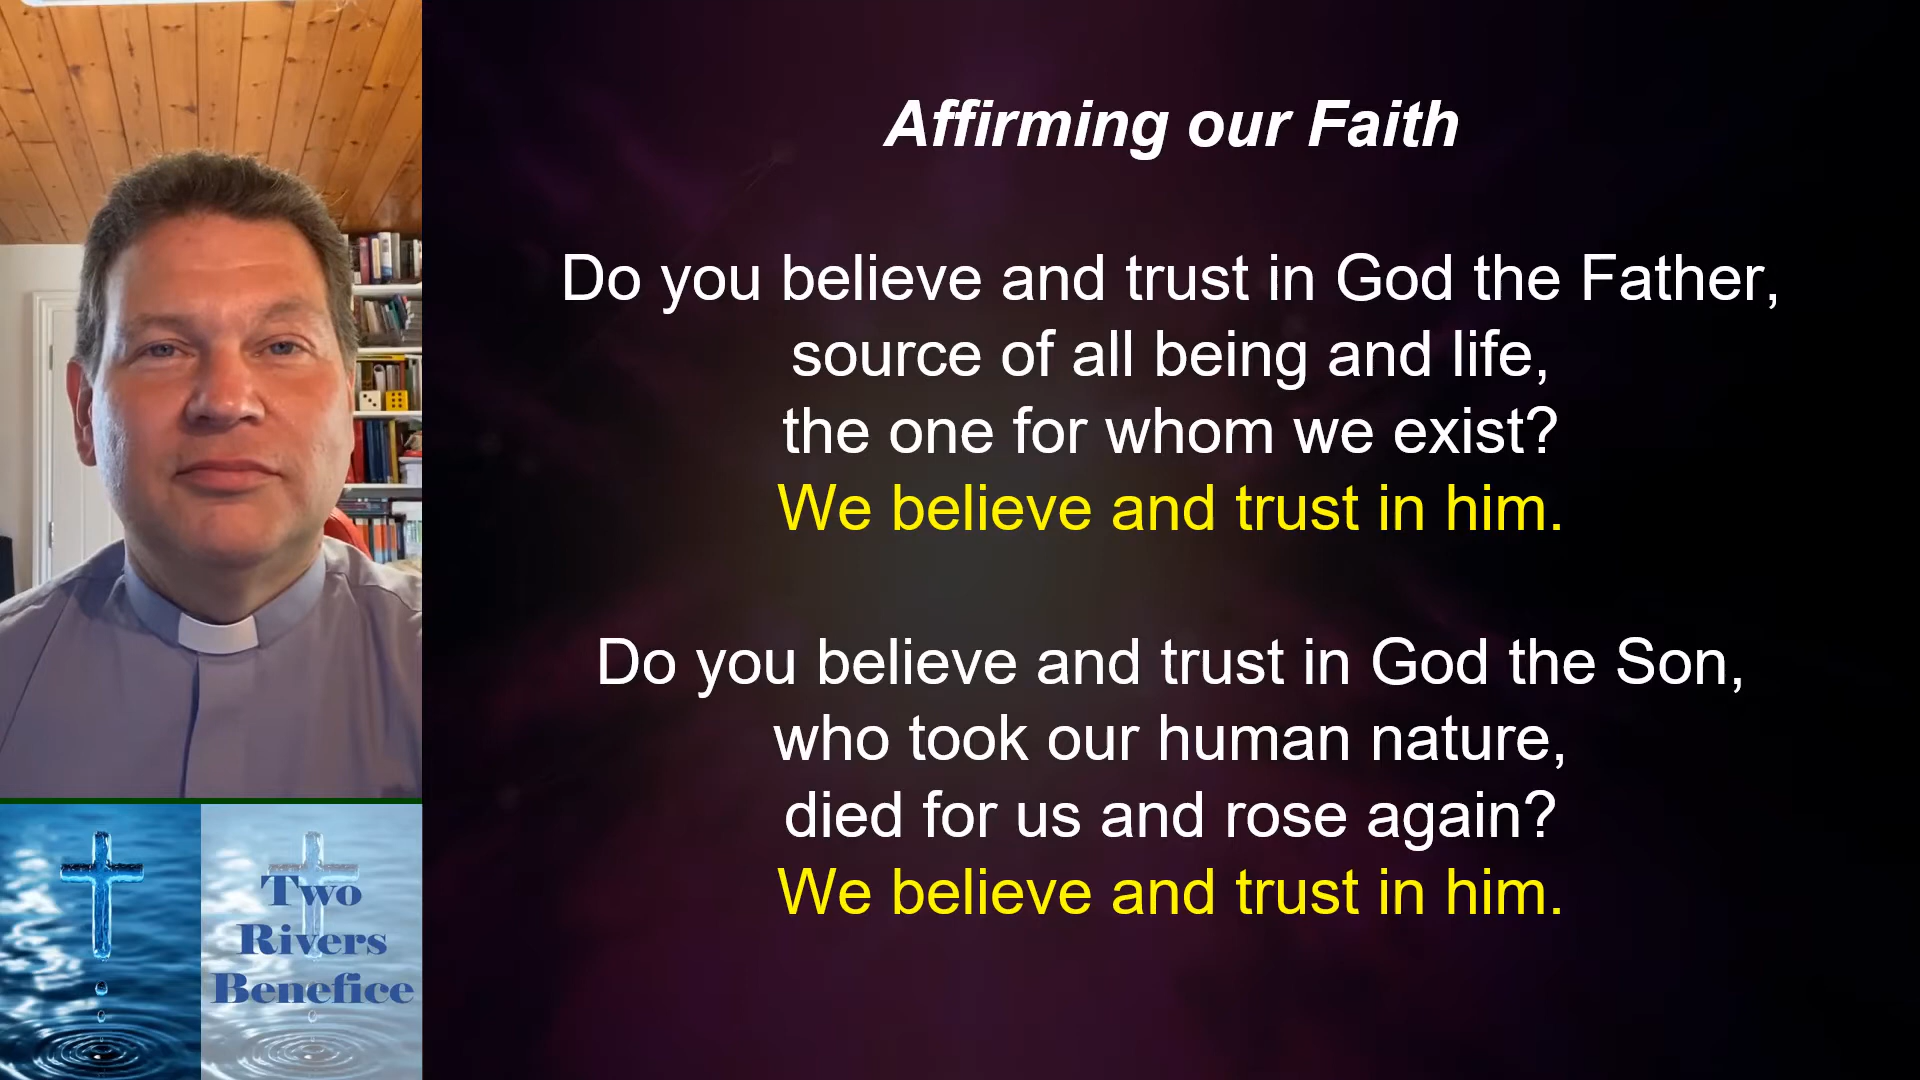 Affirming our Faith
Do you believe and trust in God the Father,
source of all being and life,
the one for whom we exist?
We believe and trust in him.
Do you believe and trust in God the Son,
who took our human nature,
died for us and rose again?
We believe and trust in him.
Two
Rivers
Benefice